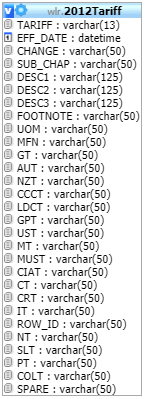 wlr.2012Tariff
TARIFF : varchar(13)
EFF_DATE : datetime
CHANGE : varchar(50)
SUB_CHAP : varchar(50)
DESC1 : varchar(125)
DESC2 : varchar(125)
DESC3 : varchar(125)
FOOTNOTE : varchar(50)
UOM : varchar(50)
MFN : varchar(50)
GT : varchar(50)
AUT : varchar(50)
NZT : varchar(50)
CCCT : varchar(50)
LDCT : varchar(50)
GPT : varchar(50)
UST : varchar(50)
MT : varchar(50)
MUST : varchar(50)
CIAT : varchar(50)
CT : varchar(50)
CRT : varchar(50)
IT : varchar(50)
ROW_ID : varchar(50)
NT : varchar(50)
SLT : varchar(50)
PT : varchar(50)
COLT : varchar(50)
SPARE : varchar(50)